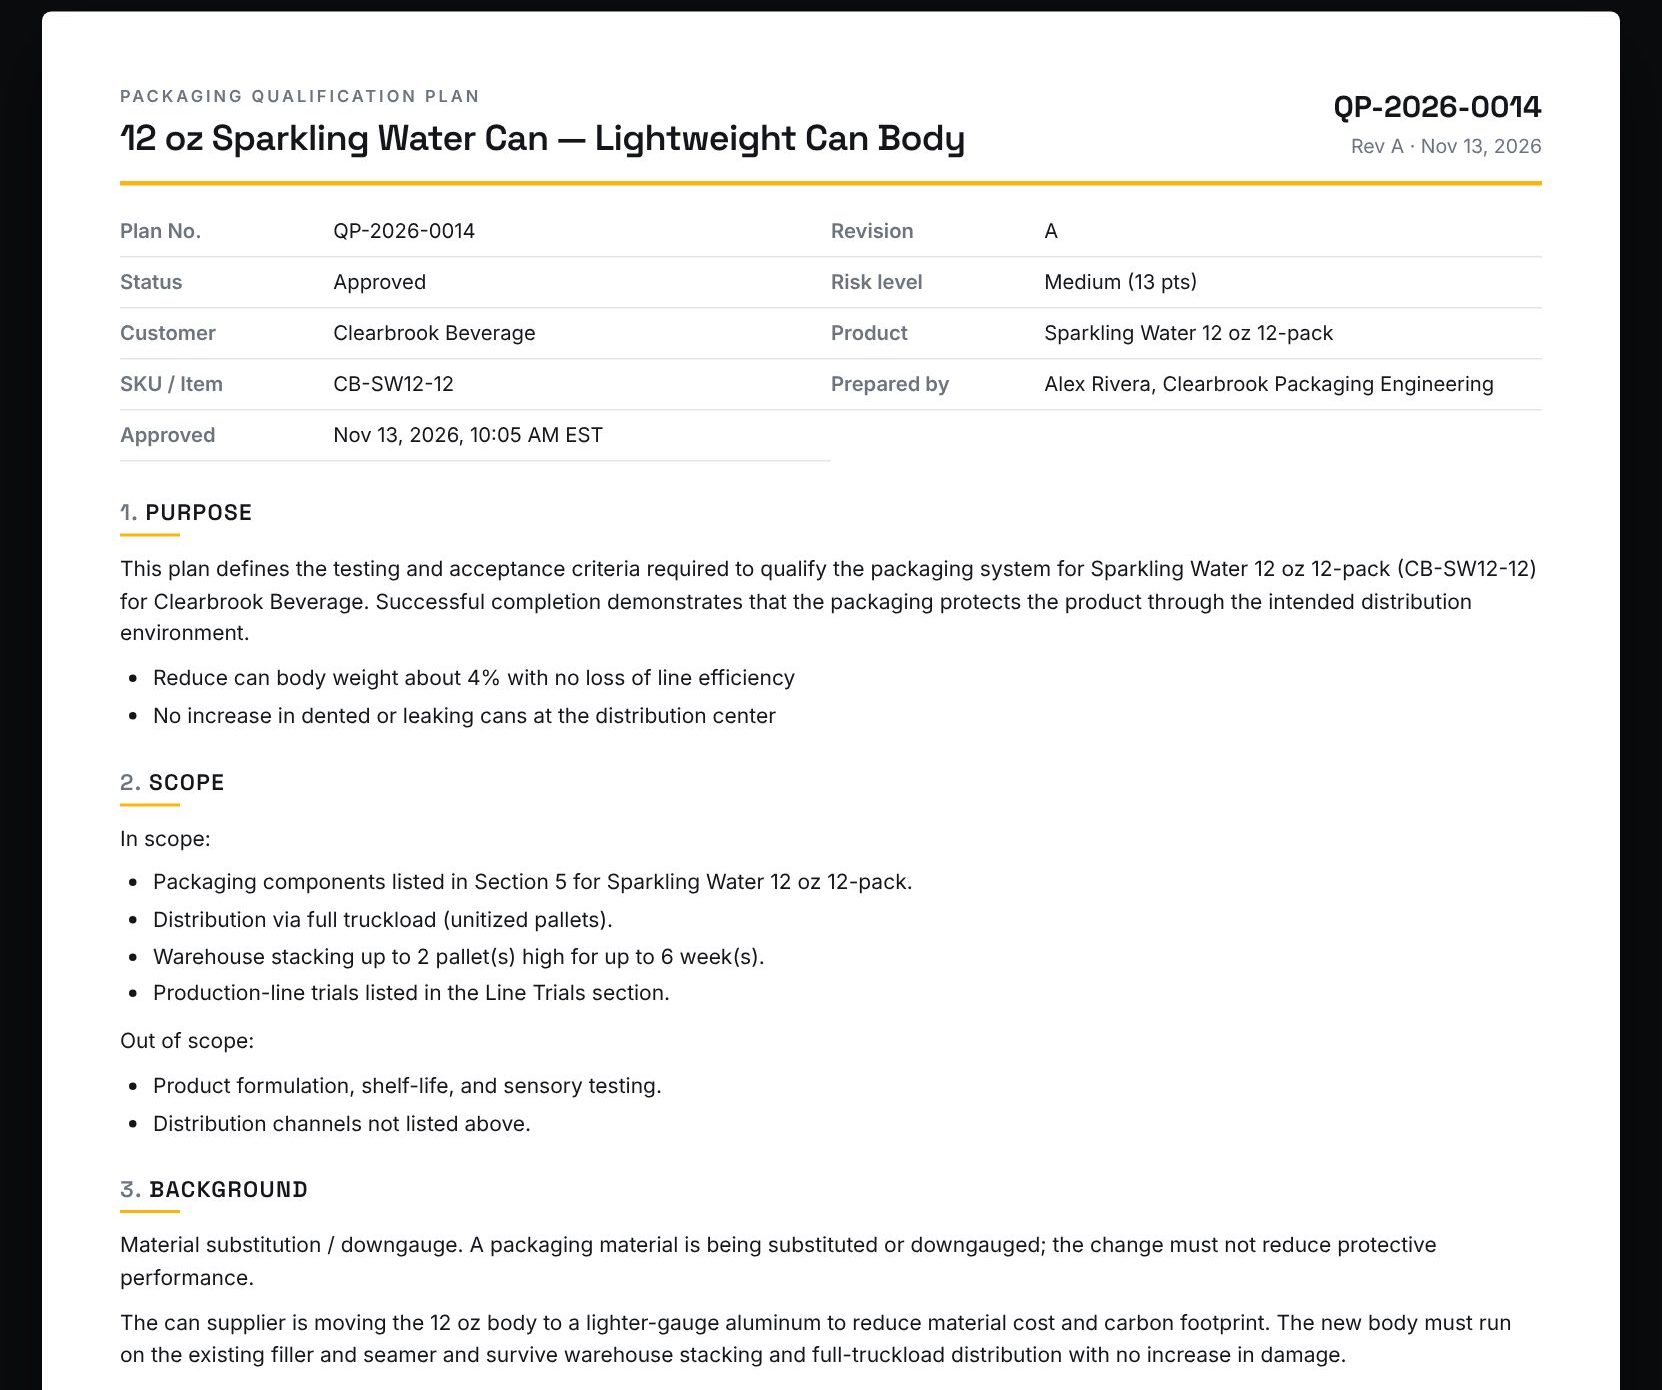 PACKAGING QUALIFICATION PLAN
12 oz Sparkling Water Can — Lightweight Can Body
QP-2026-0014
Rev A · Nov 13, 2026
Plan No. QP-2026-0014 Revision A
Status Approved Risk level Medium (13 pts)
Customer Clearbrook Beverage Product Sparkling Water 12 oz 12-pack
SKU / Item CB-SW12-12 Prepared by Alex Rivera, Clearbrook Packaging Engineering
Approved Nov 13, 2026, 10:05 AM EST
1. PURPOSE
This plan defines the testing and acceptance criteria required to qualify the packaging system for Sparkling Water 12 oz 12-pack (CB-SW12-12)
for Clearbrook Beverage. Successful completion demonstrates that the packaging protects the product through the intended distribution
environment.
• Reduce can body weight about 4% with no loss of line efficiency
• No increase in dented or leaking cans at the distribution center
2. SCOPE
In scope:
• Packaging components listed in Section 5 for Sparkling Water 12 oz 12-pack.
• Distribution via full truckload (unitized pallets).
• Warehouse stacking up to 2 pallet(s) high for up to 6 week(s).
• Production-line trials listed in the Line Trials section.
Out of scope:
• Product formulation, shelf-life, and sensory testing.
• Distribution channels not listed above.
3. BACKGROUND
Material substitution / downgauge. A packaging material is being substituted or downgauged; the change must not reduce protective
performance.
The can supplier is moving the 12 oz body to a lighter-gauge aluminum to reduce material cost and carbon footprint. The new body must run
on the existing filler and seamer and survive warehouse stacking and full-truckload distribution with no increase in damage.